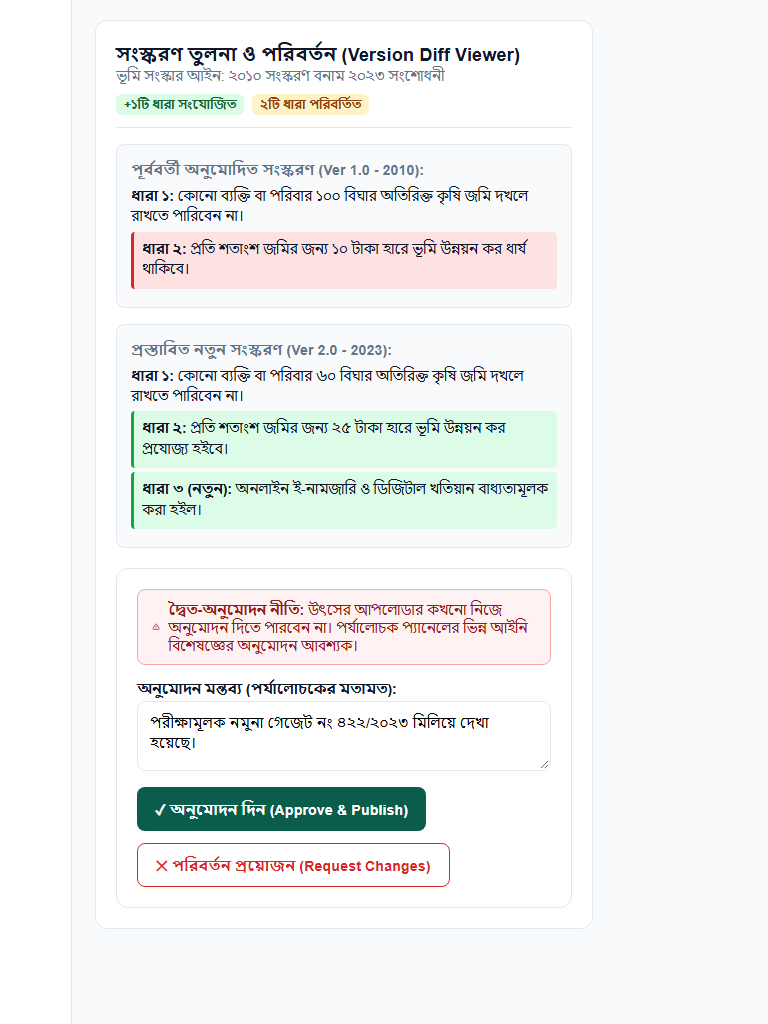 সংস্করণ তুলনা ও পরিবর্তন (Version Diff Viewer)
ভূমি সংস্কার আইন: ২০১০ সংস্করণ বনাম ২০২৩ সংশোধনী
+১টি ধারা সংযোজিত ২টি ধারা পরিবর্তিত
পূর্ববর্তী অনুমোদিত সংস্করণ (Ver 1.0 - 2010):
ধারা ১: কোনো ব্যক্তি বা পরিবার ১০০ বিঘার অতিরিক্ত কৃষি জমি দখলে
রাখতে পারিবেন না।
ধারা ২: প্রতি শতাংশ জমির জন্য ১০ টাকা হারে ভূমি উন্নয়ন কর ধার্য
থাকিবে।
প্রস্তাবিত নতুন সংস্করণ (Ver 2.0 - 2023):
ধারা ১: কোনো ব্যক্তি বা পরিবার ৬০ বিঘার অতিরিক্ত কৃষি জমি দখলে
রাখতে পারিবেন না।
ধারা ২: প্রতি শতাংশ জমির জন্য ২৫ টাকা হারে ভূমি উন্নয়ন কর
প্রযোজ্য হইবে।
ধারা ৩ (নতুন): অনলাইন ই-নামজারি ও ডিজিটাল খতিয়ান বাধ্যতামূলক
করা হইল।
দ্বৈত-অনুমোদন নীতি: উৎসের আপলোডার কখনো নিজে
⚠ অনুমোদন দিতে পারবেন না। পর্যালোচক প্যানেলের ভিন্ন আইনি
বিশেষজ্ঞের অনুমোদন আবশ্যক।
অনুমোদন মন্তব্য (পর্যালোচকের মতামত):
পরীক্ষামূলক নমুনা গেজেট নং ৪২২/২০২৩ মিলিয়ে দেখা
হয়েছে।
✓ অনুমোদন দিন (Approve & Publish)
✕ পরিবর্তন প্রয়োজন (Request Changes)